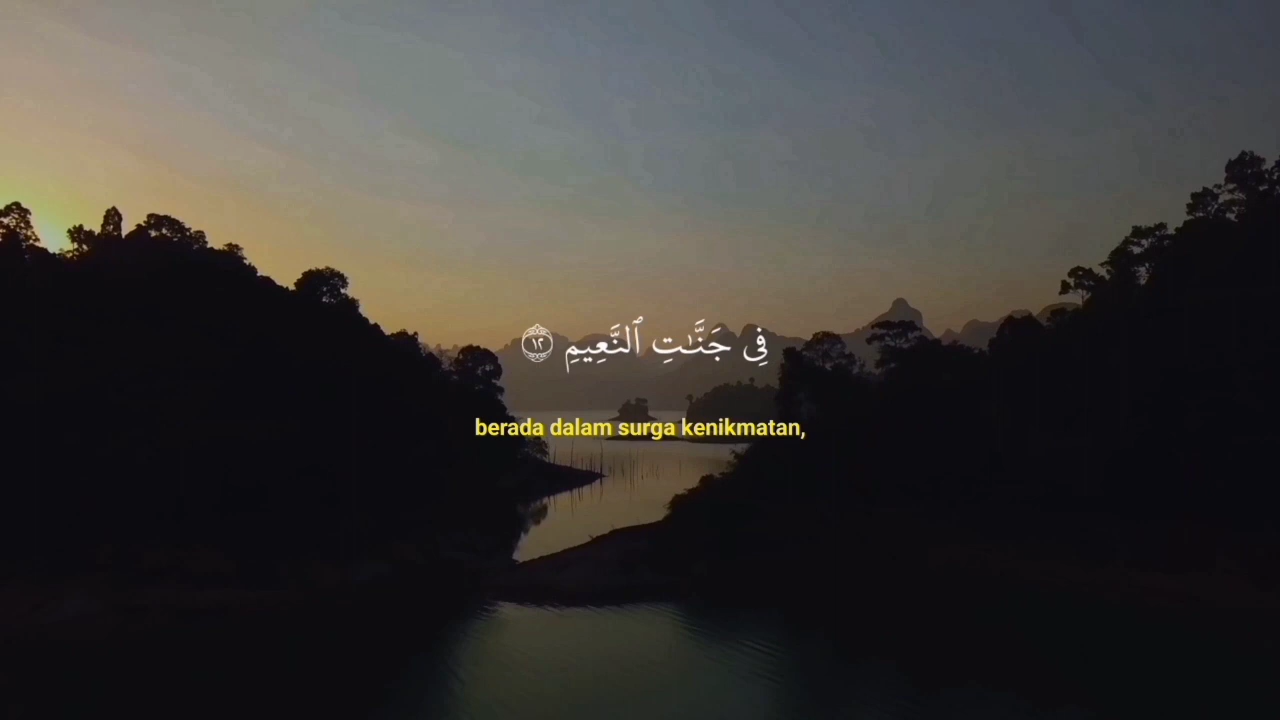 فِى جَنَّـٰتِ ٱلنَّعِيمِ ١٢
berada dalam surga kenikmatan,